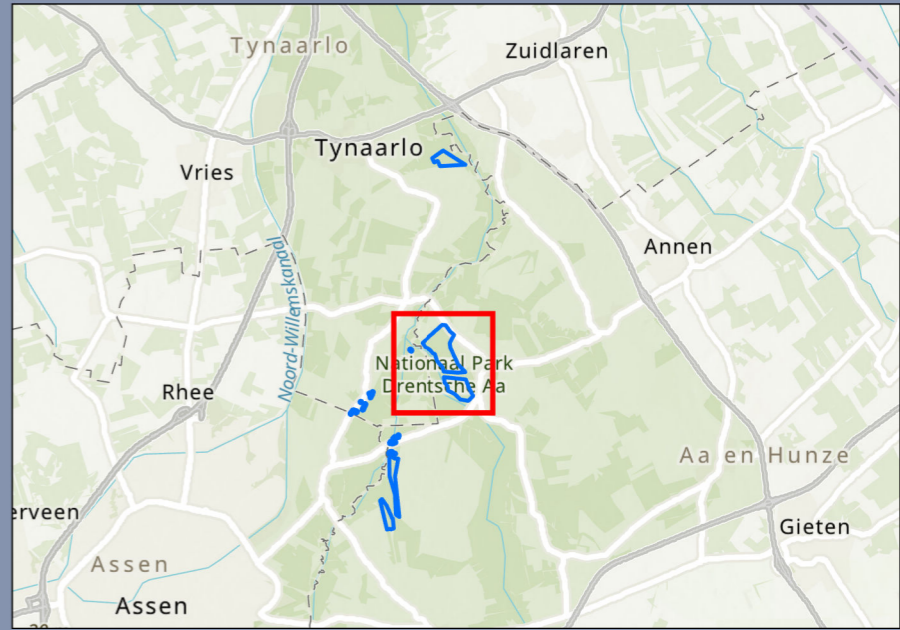 Tynaarlo
Zuidlaren
Tynaarlo
Vries
Annen
Noord-Willemskanaal
Nationaal Park
Drentsche Aa
Rhee
Aa en Hunze
erveen
Gieten
Assen
Assen